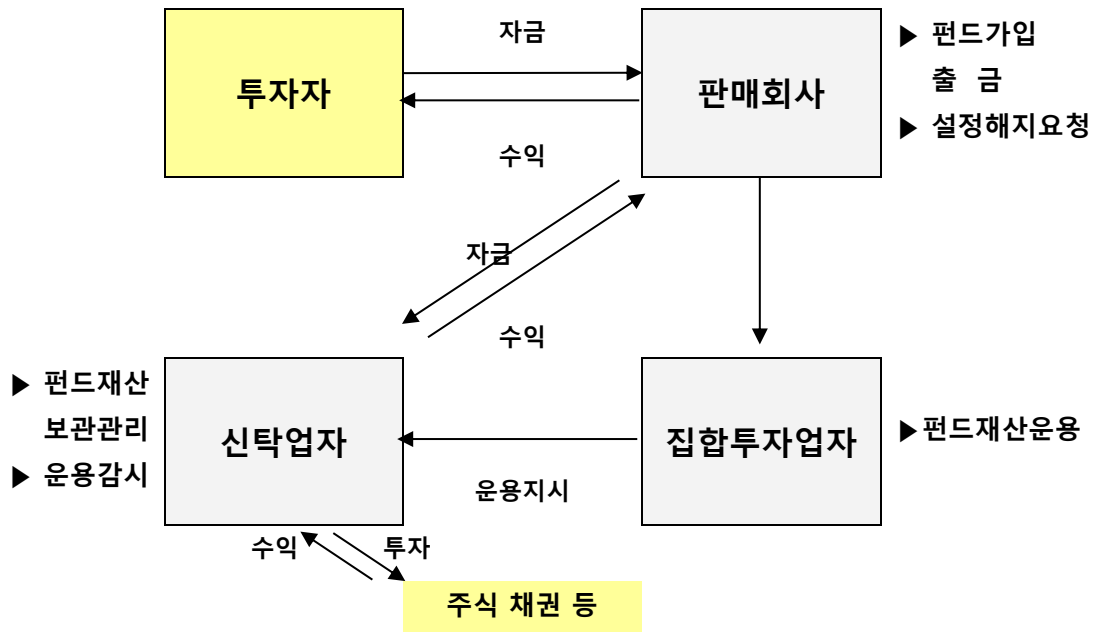 자금
투자자
판매회사
▶ 펀드가입
출 금
▶ 설정해지요청
수익
자금
수익
▶ 펀드재산
보관관리
▶ 운용감시
신탁업자
집합투자업자
▶펀드재산운용
운용지시
수익
투자
주식 채권 등